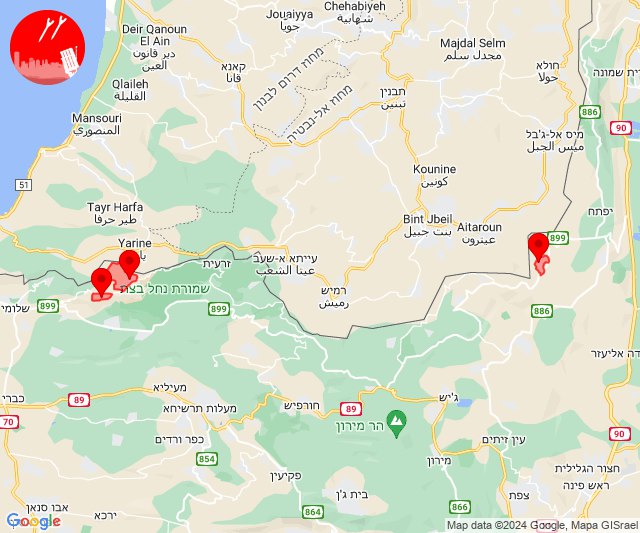 Chehabiyeh
شهابية
Jouaiyya
جويا
Deir Qanoun
El Ain
دير قانون
العين
קאנא
قانا
מחוז דרום לבנון
מחוז אל-נבטיה
Majdal Selm
مجدل سلم
חולא
حولا
שמונה
Qlaileh
القليلة
תבנין
تبنين
886
90
Mansouri
المنصوري
מיס אל-ג'בל
ميس الجبل
Kounine
كونين
51
Tayr Harfa
طير حرفا
Bint Jbeil
بنت جبيل
Aitaroun
عيترون
יפתח
899
Yarine
עייתא א-שעב
عيتا الشعب
זרעית
שמורת נחל בצת
רמיש
رميش
899
שלומי
899
886
דה אליעזר
כברי
89
מעיליא
מעלות תרשיחא
חורפיש
89
ג'יש
הר מירון
70
כפר ורדים
עין זיתים
90
854
מירון
פקיעין
חצור הגלילית
ראש פינה
בית ג'ן
צפת
אבו סנאן
ירכא
864
866
Google
Map data ©2024 Google, Mapa GISrael